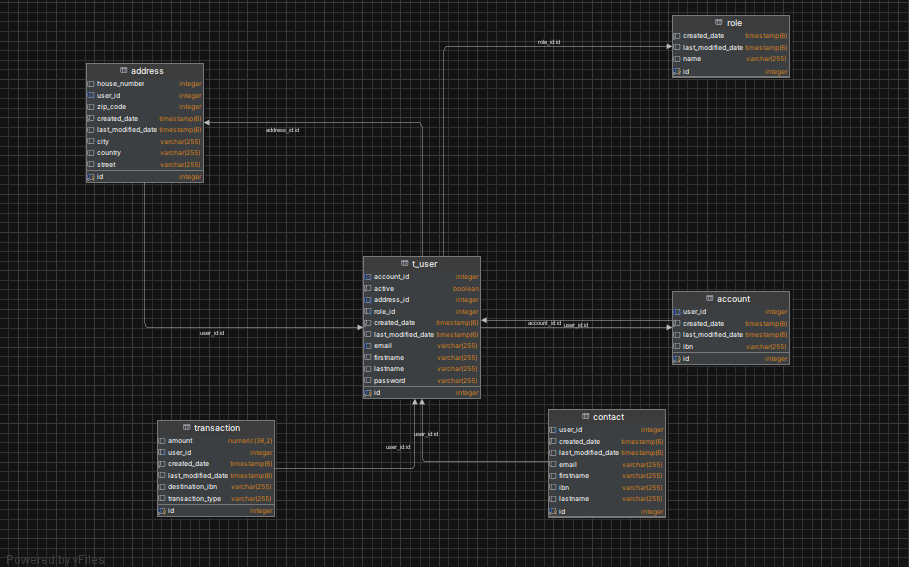 role
created_date timestamp(6)
last_modified_date timestamp(6)
name varchar(255)
id integer
role_id:id
address
house_number integer
user_id integer
zip_code integer
created_date timestamp(6)
last_modified_date timestamp(6)
city varchar(255)
country varchar(255)
street varchar(255)
id integer
address_id:id
t_user
account_id integer
active boolean
address_id integer
role_id integer
created_date timestamp(6)
last_modified_date timestamp(6)
email varchar(255)
firstname varchar(255)
lastname varchar(255)
password varchar(255)
id integer
account
user_id integer
created_date timestamp(6)
last_modified_date timestamp(6)
ibn varchar(255)
id integer
account_id:id
user_id:id
user_id:id
transaction
amount numeric(38,2)
user_id integer
created_date timestamp(6)
last_modified_date timestamp(6)
destination_ibn varchar(255)
transaction_type varchar(255)
id integer
user_id:id
user_id:id
contact
user_id integer
created_date timestamp(6)
last_modified_date timestamp(6)
email varchar(255)
firstname varchar(255)
ibn varchar(255)
lastname varchar(255)
id integer
Powered by yFiles